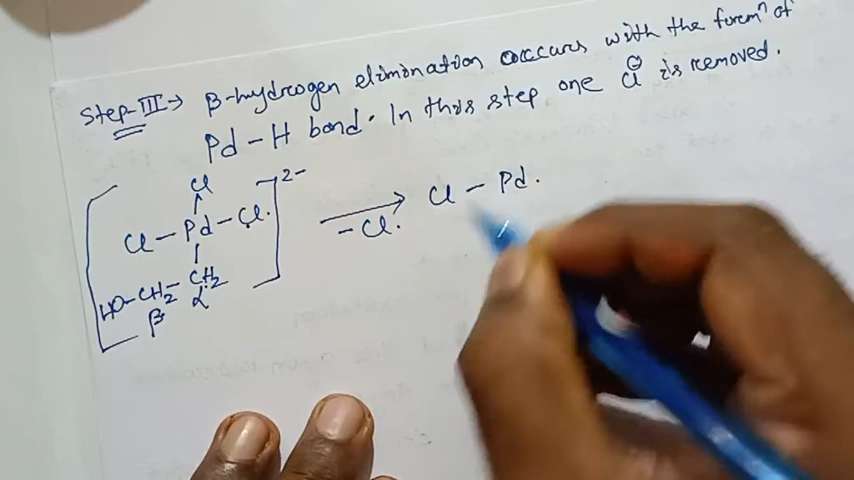 Step-III→ β-hydrogen elimination occurs with the formⁿ of
Pd-H bond. In this step one Cl⊖ is removed.
Cl 2-
Cl-Pd-Cl. -Cl. → Cl-Pd.
HO-CH2-CH2
β α